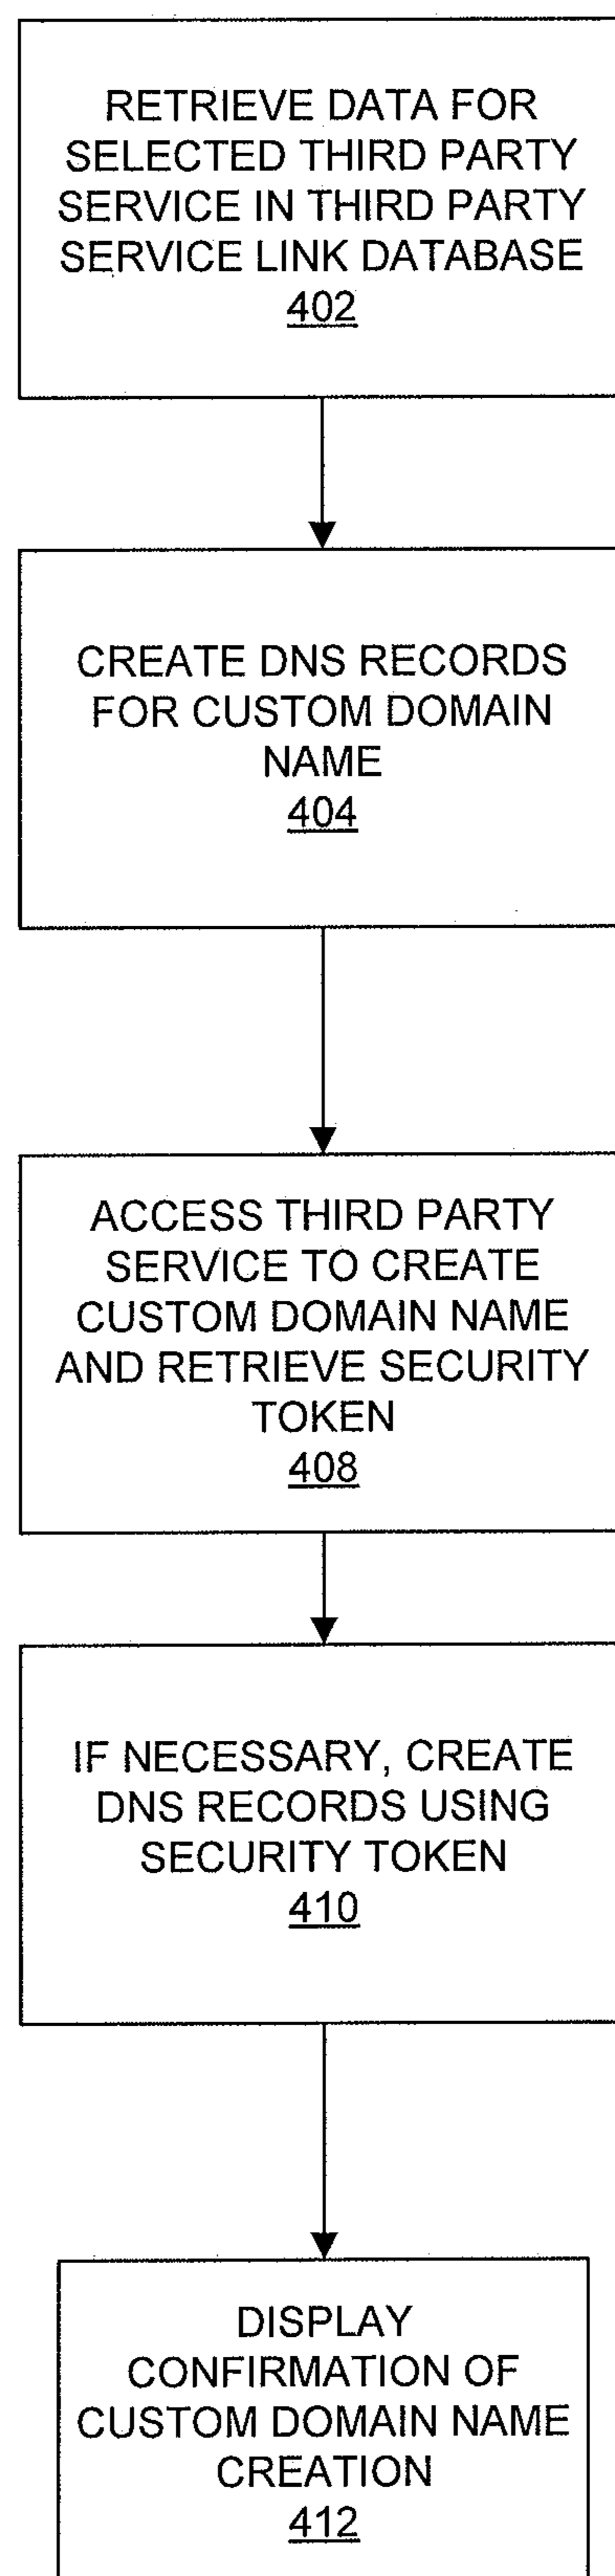 RETRIEVE DATA FOR
SELECTED THIRD PARTY
SERVICE IN THIRD PARTY
SERVICE LINK DATABASE
402
CREATE DNS RECORDS
FOR CUSTOM DOMAIN
NAME
404
ACCESS THIRD PARTY
SERVICE TO CREATE
CUSTOM DOMAIN NAME
AND RETRIEVE SECURITY
TOKEN
408
IF NECESSARY, CREATE
DNS RECORDS USING
SECURITY TOKEN
410
DISPLAY
CONFIRMATION OF
CUSTOM DOMAIN NAME
CREATION
412